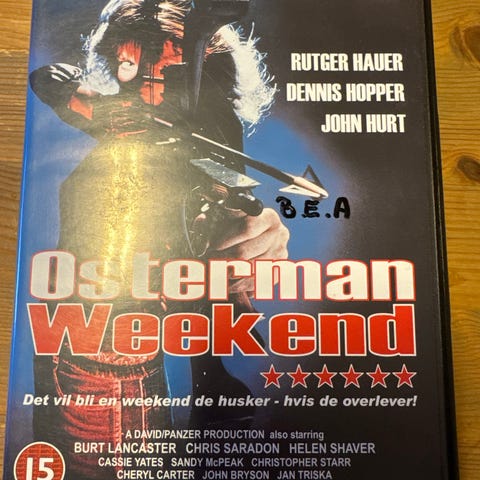 RUTGER HAUER
DENNIS HOPPER
JOHN HURT
B.E.A
Osterman
Weekend
Det vil bli en weekend de husker - hvis de overlever!
A DAVID/PANZER PRODUCTION also starring
BURT LANCASTER CHRIS SARADON HELEN SHAVER
CASSIE YATES SANDY McPEAK CHRISTOPHER STARR
CHERYL CARTER JOHN BRYSON JAN TRISKA
15